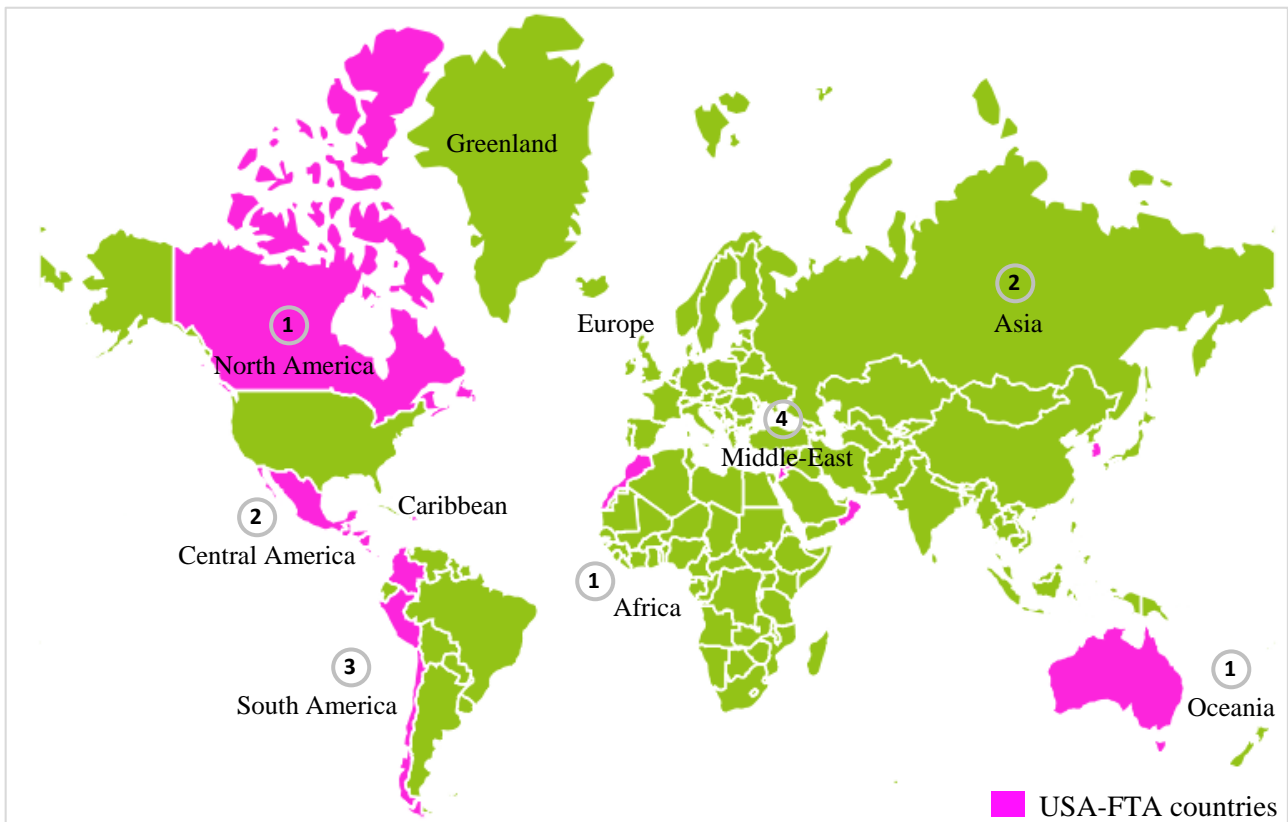 Greenland
2
Asia
1
North America
Europe
4
Middle-East
2
Caribbean
Central America
1
Africa
3
South America
1
Oceania
USA-FTA countries